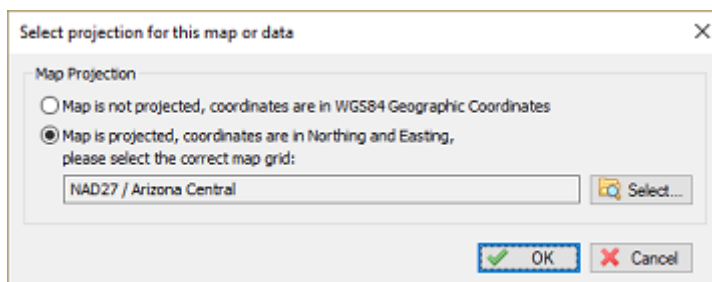 Select projection for this map or data
Map Projection
Map is not projected, coordinates are in WGS84 Geographic Coordinates
Map is projected, coordinates are in Northing and Easting,
please select the correct map grid:
NAD27 / Arizona Central
Select...
OK
Cancel